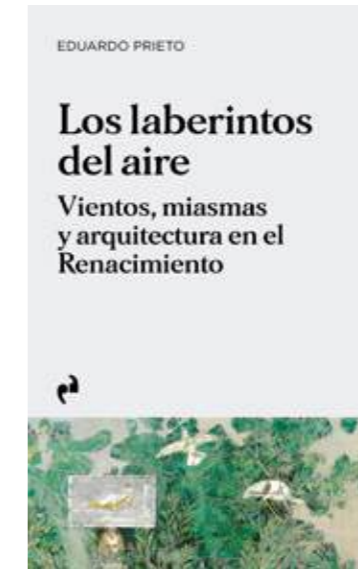 EDUARDO PRIETO
Los laberintos
del aire
Vientos, miasmas
y arquitectura en el
Renacimiento